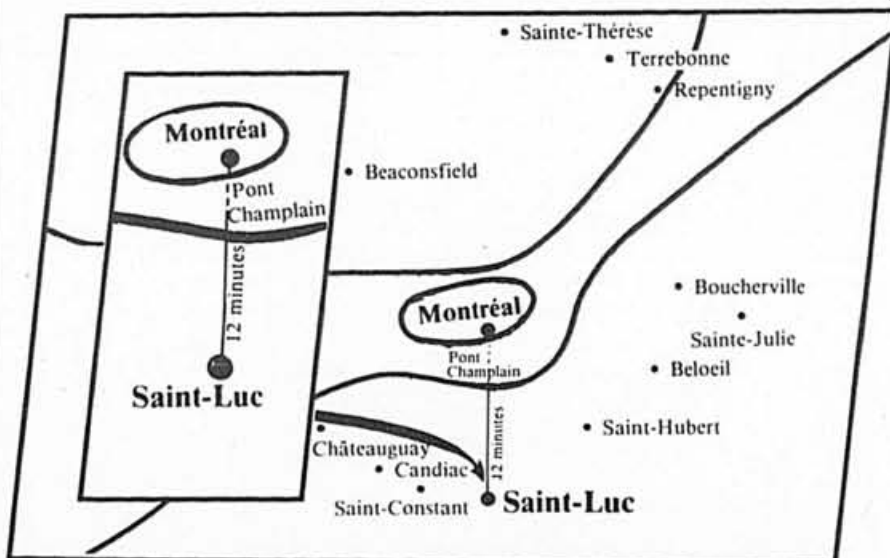 Montréal
Pont
Champlain
12 minutes
Saint-Luc
Sainte-Thérèse
Terrebonne
Repentigny
Beaconsfield
Boucherville
Sainte-Julie
Beloeil
Saint-Hubert
Montréal
Pont
Champlain
12 minutes
Châteauguay
Candiac
Saint-Constant
Saint-Luc